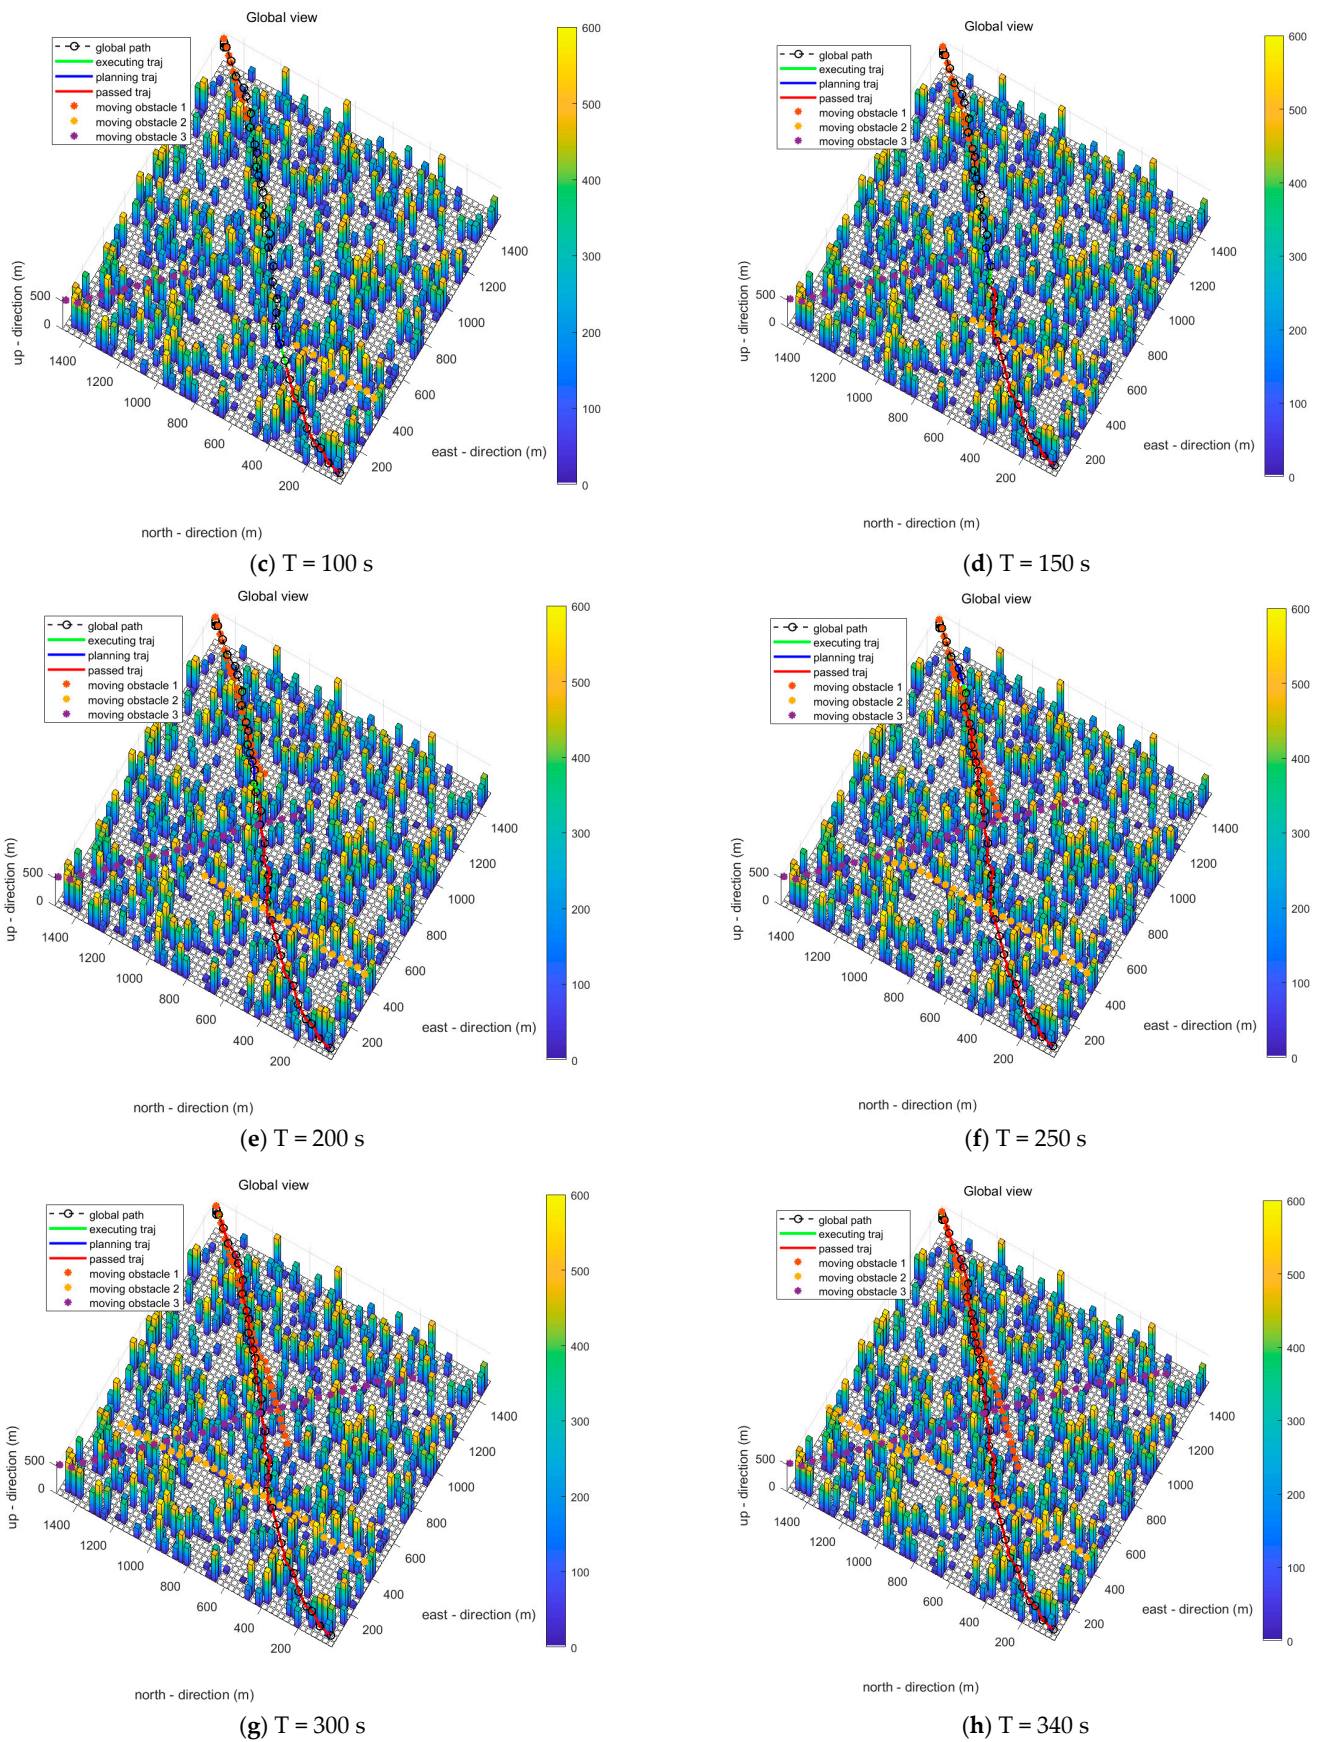 Global view
global path
executing traj
planning traj
passed traj
moving obstacle 1
moving obstacle 2
moving obstacle 3
up - direction (m)
500
0
1400
1200
1000
800
600
400
200
north - direction (m)
200
400
600
800
1000
1200
1400
east - direction (m)
600
500
400
300
200
100
0
(c) T = 100 s
Global view
global path
executing traj
planning traj
passed traj
moving obstacle 1
moving obstacle 2
moving obstacle 3
up - direction (m)
500
0
1400
1200
1000
800
600
400
200
north - direction (m)
200
400
600
800
1000
1200
1400
east - direction (m)
600
500
400
300
200
100
0
(d) T = 150 s
Global view
global path
executing traj
planning traj
passed traj
moving obstacle 1
moving obstacle 2
moving obstacle 3
up - direction (m)
500
0
1400
1200
1000
800
600
400
200
north - direction (m)
200
400
600
800
1000
1200
1400
east - direction (m)
600
500
400
300
200
100
0
(e) T = 200 s
Global view
global path
executing traj
planning traj
passed traj
moving obstacle 1
moving obstacle 2
moving obstacle 3
up - direction (m)
500
0
1400
1200
1000
800
600
400
200
north - direction (m)
200
400
600
800
1000
1200
1400
east - direction (m)
600
500
400
300
200
100
0
(f) T = 250 s
Global view
global path
executing traj
planning traj
passed traj
moving obstacle 1
moving obstacle 2
moving obstacle 3
up - direction (m)
500
0
1400
1200
1000
800
600
400
200
north - direction (m)
200
400
600
800
1000
1200
1400
east - direction (m)
600
500
400
300
200
100
0
(g) T = 300 s
Global view
global path
executing traj
passed traj
moving obstacle 1
moving obstacle 2
moving obstacle 3
up - direction (m)
500
0
1400
1200
1000
800
600
400
200
north - direction (m)
200
400
600
800
1000
1200
1400
east - direction (m)
600
500
400
300
200
100
0
(h) T = 340 s